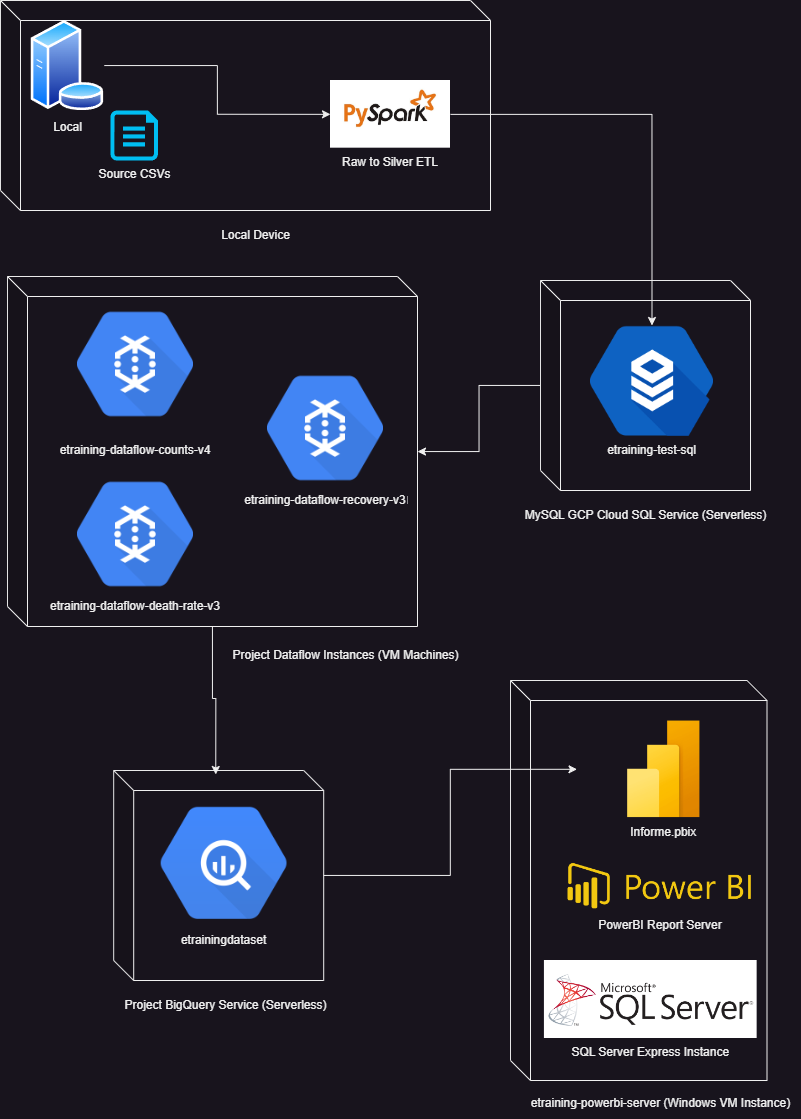 Local
Source CSVs
PySpark
Raw to Silver ETL
Local Device
etraining-dataflow-counts-v4
etraining-dataflow-recovery-v3
etraining-dataflow-death-rate-v3
Project Dataflow Instances (VM Machines)
etraining-test-sql
MySQL GCP Cloud SQL Service (Serverless)
etrainingdataset
Project BigQuery Service (Serverless)
Informe.pbix
Power BI
PowerBI Report Server
Microsoft®
SQL Server®
SQL Server Express Instance
etraining-powerbi-server (Windows VM Instance)